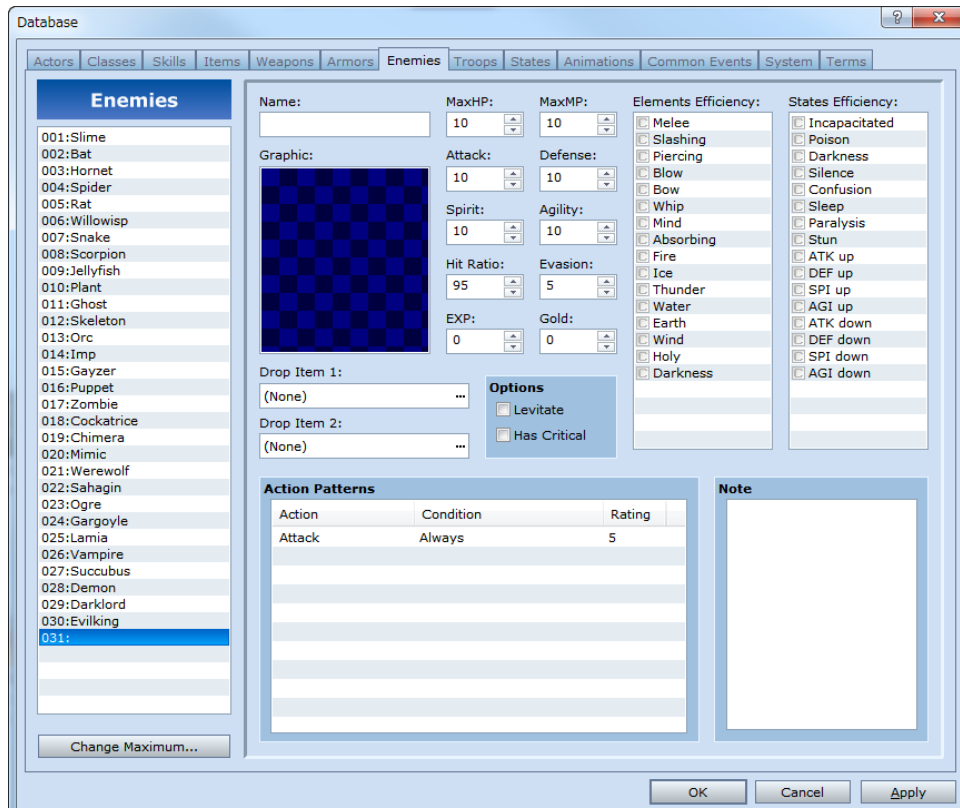 Database
Actors Classes Skills Items Weapons Armors Enemies Troops States Animations Common Events System Terms
Enemies
001:Slime
002:Bat
003:Hornet
004:Spider
005:Rat
006:Willowisp
007:Snake
008:Scorpion
009:Jellyfish
010:Plant
011:Ghost
012:Skeleton
013:Orc
014:Imp
015:Gayzer
016:Puppet
017:Zombie
018:Cockatrice
019:Chimera
020:Mimic
021:Werewolf
022:Sahagin
023:Ogre
024:Gargoyle
025:Lamia
026:Vampire
027:Succubus
028:Demon
029:Darklord
030:Evilking
031:
Change Maximum...
Name:
Graphic:
MaxHP: MaxMP:
10 10
Attack: Defense:
10 10
Spirit: Agility:
10 10
Hit Ratio: Evasion:
95 5
EXP: Gold:
0 0
Drop Item 1:
(None) ...
Drop Item 2:
(None) ...
Options
Levitate
Has Critical
Elements Efficiency:
C Melee
C Slashing
C Piercing
C Blow
C Bow
C Whip
C Mind
C Absorbing
C Fire
C Ice
C Thunder
C Water
C Earth
C Wind
C Holy
C Darkness
States Efficiency:
C Incapacitated
C Poison
C Darkness
C Silence
C Confusion
C Sleep
C Paralysis
C Stun
C ATK up
C DEF up
C SPI up
C AGI up
C ATK down
C DEF down
C SPI down
C AGI down
Action Patterns
Action Condition Rating
Attack Always 5
Note
OK Cancel Apply